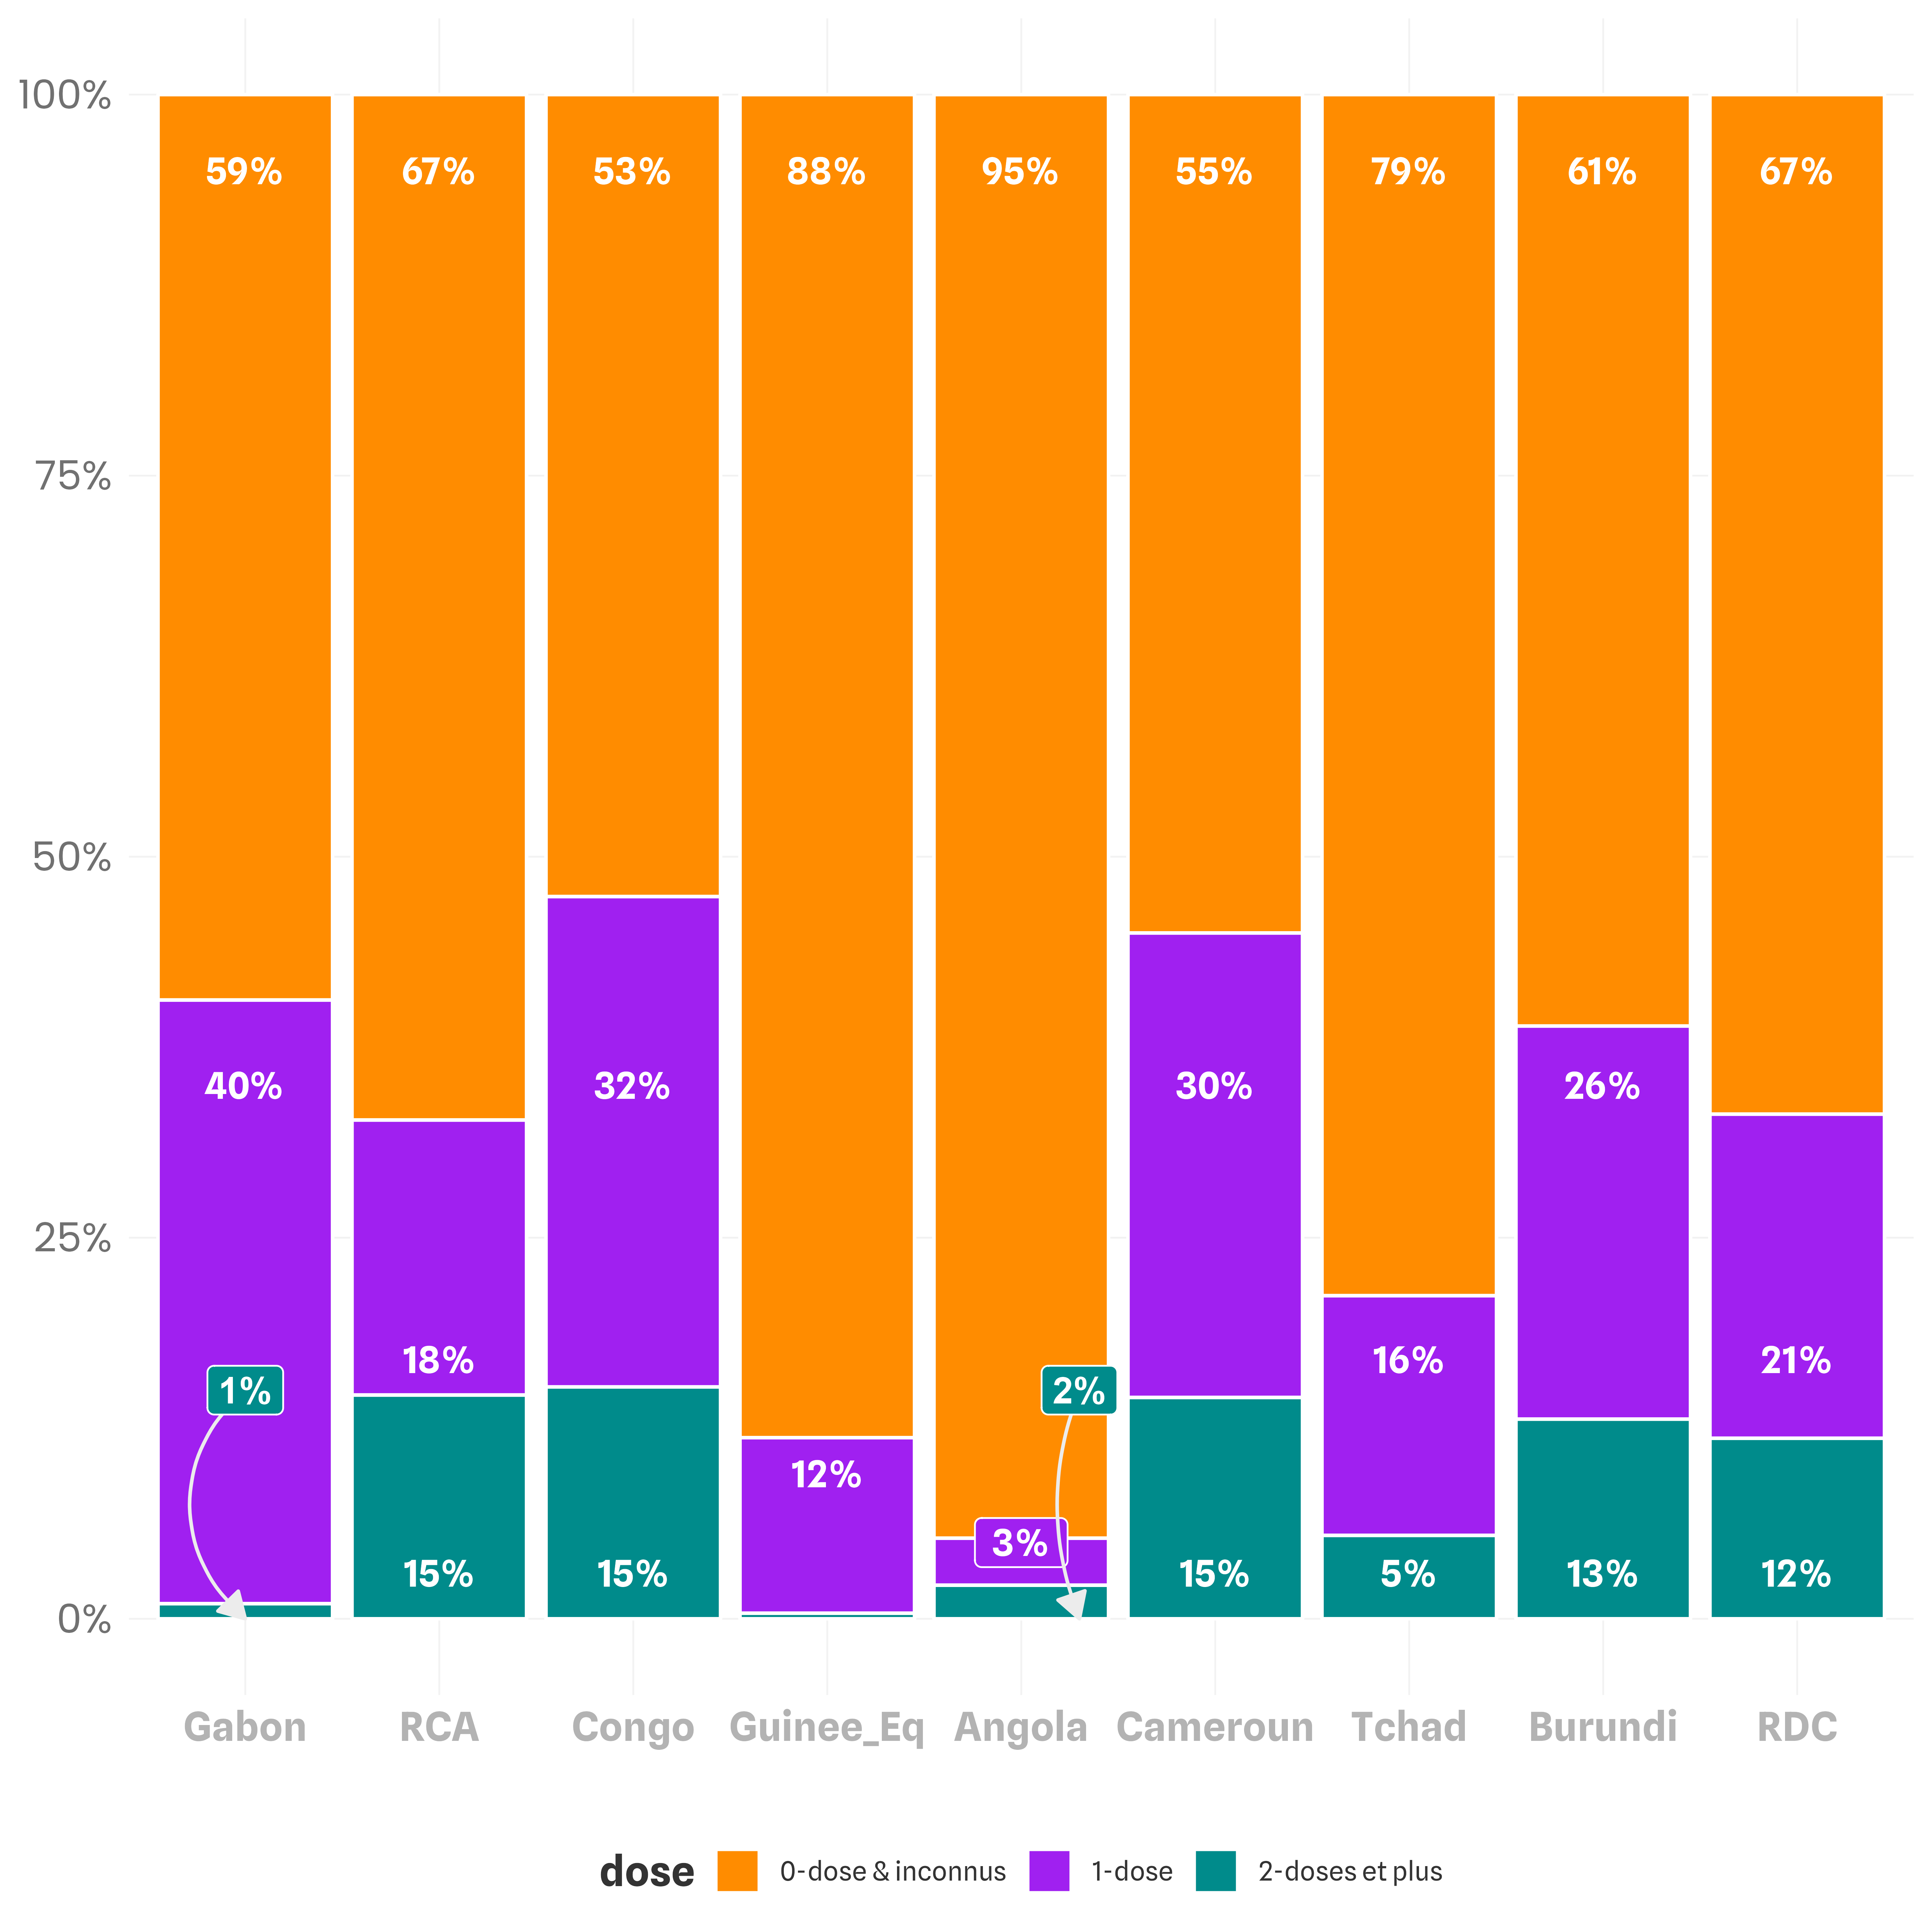 100%
59% 67% 53% 88% 95% 55% 79% 61% 67%
75%
50%
40% 32% 30% 26%
25%
18% 16% 21%
1% 2%
12%
3%
15% 15% 15% 5% 13% 12%
0%
Gabon RCA Congo Guinee_Eq Angola Cameroun Tchad Burundi RDC
dose 0-dose & inconnus 1-dose 2-doses et plus